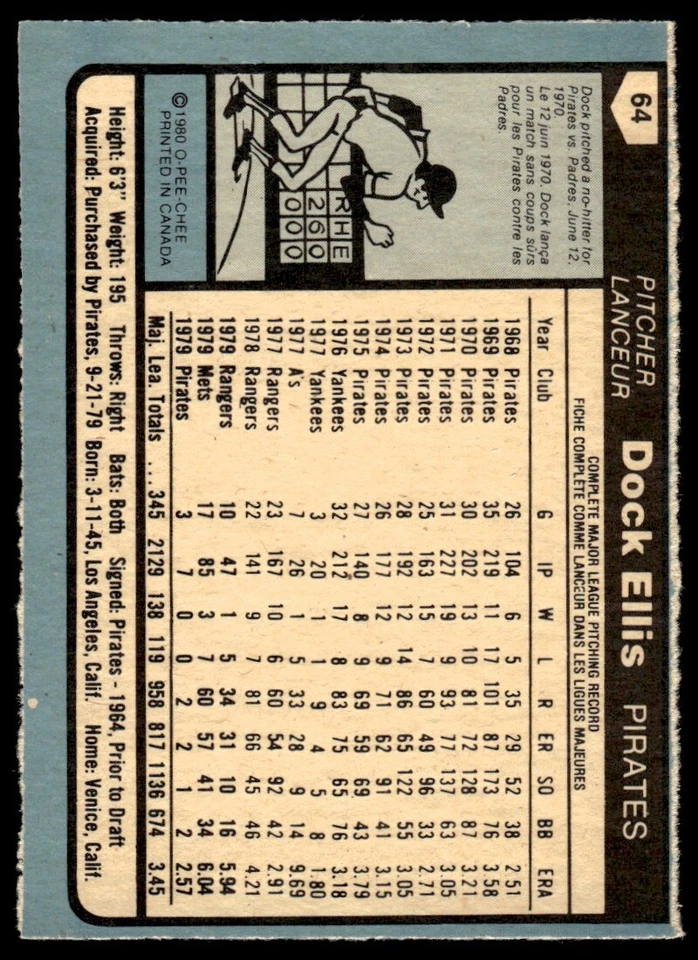 64
PITCHER
LANCEUR
Dock Ellis PIRATES
Dock pitched a no-hitter for
Pirates vs. Padres, June 12,
1970.
Le 12 juin 1970, Dock lança
un match sans coups sûrs
pour les Pirates contre les
Padres.
R H E
2 6 0
0 0 0
© 1980 O-PEE-CHEE
PRINTED IN CANADA
COMPLETE MAJOR LEAGUE PITCHING RECORD
FICHE COMPLÈTE COMME LANCEUR DANS LES LIGUES MAJEURES
Year Club G IP W L R ER SO BB ERA
1968 Pirates 26 104 6 5 35 29 52 38 2.51
1969 Pirates 35 219 11 17 101 87 173 76 3.58
1970 Pirates 30 202 13 10 81 72 128 87 3.21
1971 Pirates 31 227 19 9 93 77 137 63 3.05
1972 Pirates 25 163 15 7 60 49 96 33 2.71
1973 Pirates 28 192 12 14 86 65 122 55 3.05
1974 Pirates 26 177 12 9 71 62 91 41 3.15
1975 Pirates 27 140 8 9 69 59 69 43 3.79
1976 Yankees 32 212 17 8 83 75 65 76 3.18
1977 Yankees 3 20 1 1 9 4 5 8 1.80
1977 A's 7 26 1 5 33 28 9 14 9.69
1977 Rangers 23 167 10 6 60 54 92 42 2.91
1978 Rangers 22 141 9 7 81 66 45 46 4.21
1979 Rangers 10 47 1 5 34 31 10 16 5.94
1979 Mets 17 85 3 7 60 57 41 34 6.04
1979 Pirates 3 7 0 0 2 2 1 2 2.57
Maj. Lea. Totals ... 345 2129 138 119 958 817 1136 674 3.45
Height: 6'3" Weight: 195 Throws: Right Bats: Both Signed: Pirates - 1964, Prior to Draft
Acquired: Purchased by Pirates, 9-21-79 Born: 3-11-45, Los Angeles, Calif. Home: Venice, Calif.